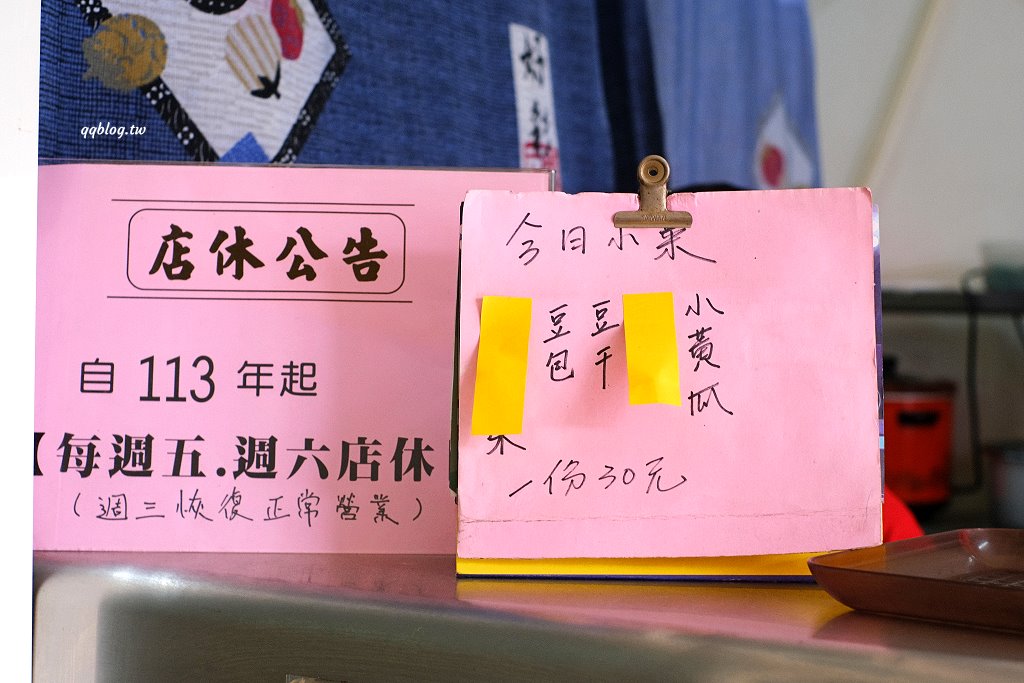 qqblog.tw
店休公告
自 113 年起
【每週五.週六店休
(週三恢復正常營業)
今日小菜
小黃瓜
豆干
豆包
一份30元